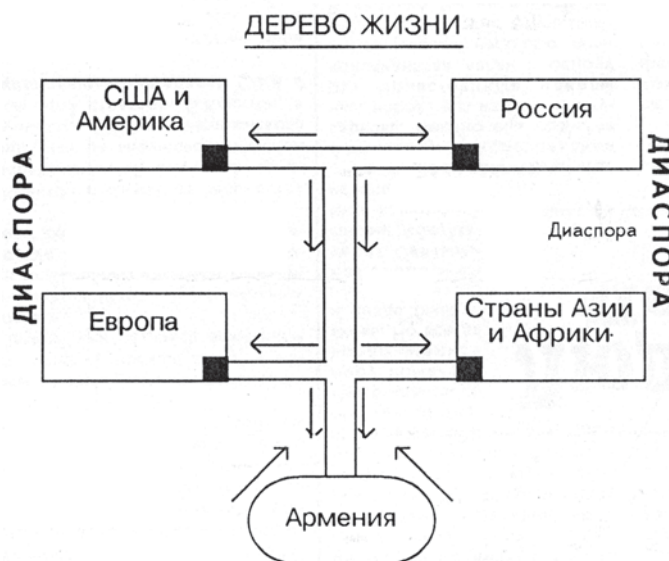 ДЕРЕВО ЖИЗНИ
США и
Америка
Россия
ДИАСПОРА
ДИАСПОРА
Диаспора
Европа
Страны Азии
и Африки
Армения